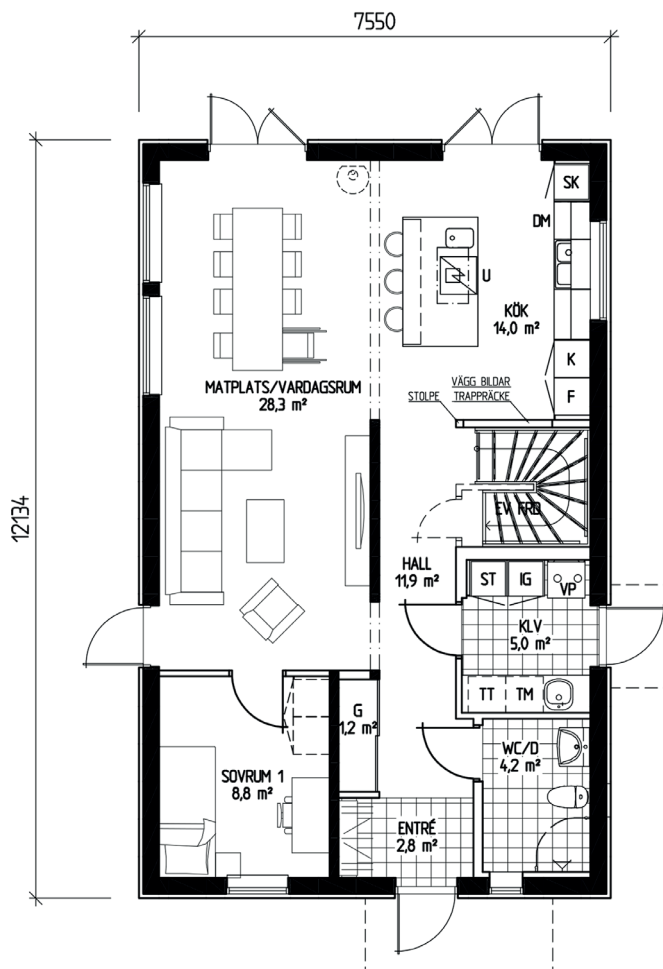 7550
12134
SK
DM
U
KÖK
14,0 m²
MATPLATS/VARDAGSRUM
28,3 m²
K
F
VÄGG BILDAR
TRAPPRÄCKE
STOLPE
EV FRD
HALL
11,9 m²
ST
IG
VP
KLV
5,0 m²
TT
TM
G
1,2 m²
WC/D
4,2 m²
SOVRUM 1
8,8 m²
ENTRÉ
2,8 m²